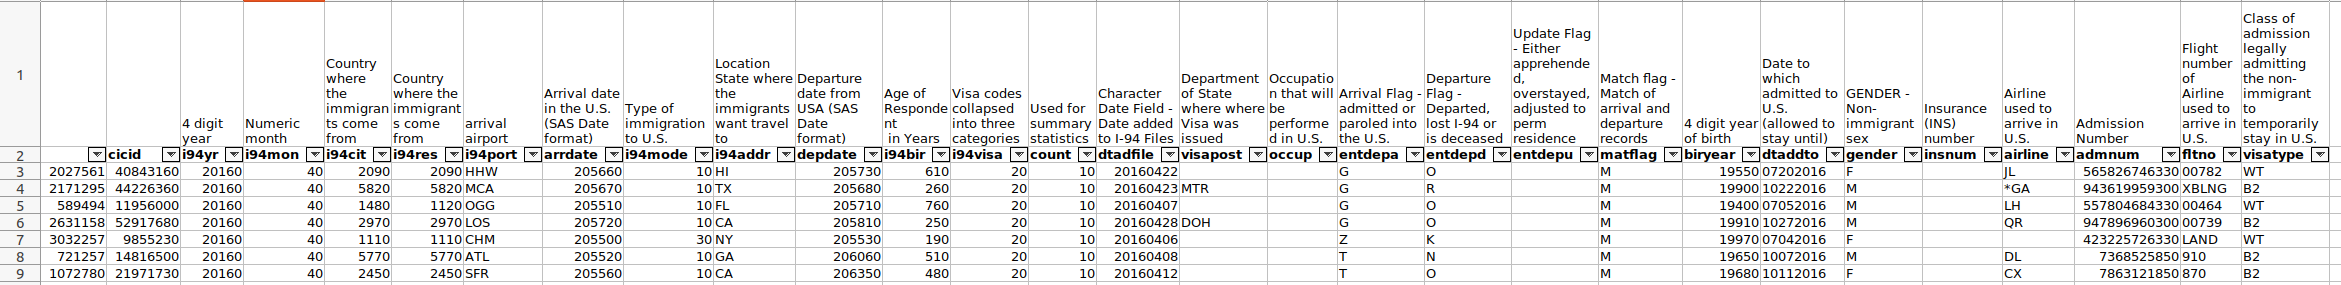 1 4 digit year Numeric month Country where the immigran ts come from Country where the immigrant s come from arrival airport Arrival date in the U.S. (SAS Date format) Type of immigration to U.S. Location State where the immigrants want travel to Departure date from USA (SAS Date format) Age of Responde nt in Years Visa codes collapsed into three categories Used for summary statistics Character Date Field - Date added to I-94 Files Department of State where where Visa was issued Occupatio n that will be performe d in U.S. Arrival Flag - admitted or paroled into the U.S. Departure Flag - Departed, lost I-94 or is deceased Update Flag - Either apprehende d, overstayed, adjusted to perm residence Match flag - Match of arrival and departure records 4 digit year of birth Date to which admitted to U.S. (allowed to stay until) GENDER - Non- immigrant sex Insurance (INS) number Airline used to arrive in U.S. Admission Number Flight number of Airline used to arrive in U.S. Class of admission legally admitting the non- immigrant to temporarily stay in U.S.
2 cicid i94yr i94mon i94cit i94res i94port arrdate i94mode i94addr depdate i94bir i94visa count dtadfile visapost occup entdepa entdepd entdepu matflag biryear dtaddto gender insnum airline admnum fltno visatype
3 2027561 40843160 20160 40 2090 2090 HHW 205660 10 HI 205730 610 20 10 20160422 G O M 19550 07202016 F JL 565826746330 00782 WT
4 2171295 44226360 20160 40 5820 5820 MCA 205670 10 TX 205680 260 20 10 20160423 MTR G R M 19900 10222016 M *GA 943619959300 XBLNG B2
5 589494 11956000 20160 40 1480 1120 OGG 205510 10 FL 205710 760 20 10 20160407 G O M 19400 07052016 M LH 557804684330 00464 WT
6 2631158 52917680 20160 40 2970 2970 LOS 205720 10 CA 205810 250 20 10 20160428 DOH G O M 19910 10272016 M QR 947896960300 00739 B2
7 3032257 9855230 20160 40 1110 1110 CHM 205500 30 NY 205530 190 20 10 20160406 Z K M 19970 07042016 F 423225726330 LAND WT
8 721257 14816500 20160 40 5770 5770 ATL 205520 10 GA 206060 510 20 10 20160408 T N M 19650 10072016 M DL 7368525850 910 B2
9 1072780 21971730 20160 40 2450 2450 SFR 205560 10 CA 206350 480 20 10 20160412 T O M 19680 10112016 F CX 7863121850 870 B2